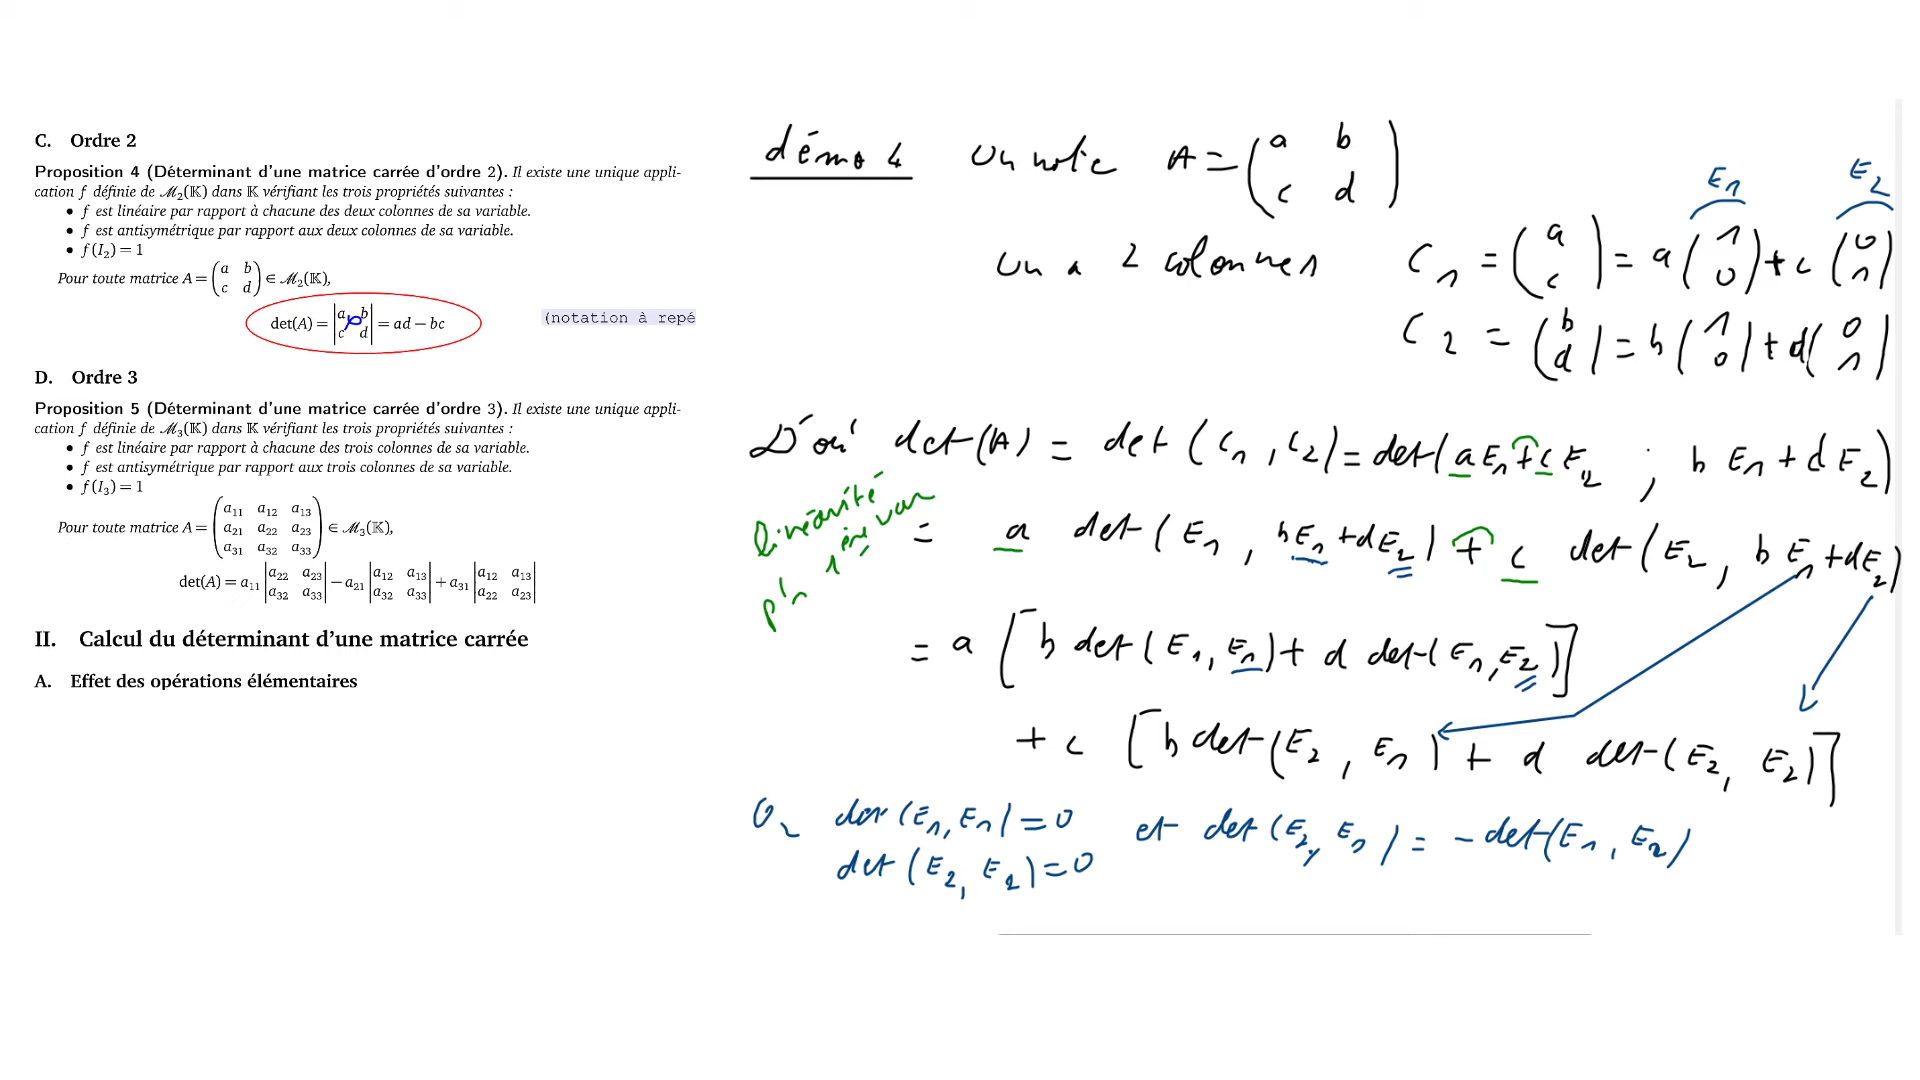 C. Ordre 2
Proposition 4 (Déterminant d'une matrice carrée d'ordre 2). Il existe une unique appli-
cation f définie de ℳ₂(𝕂) dans 𝕂 vérifiant les trois propriétés suivantes :
• f est linéaire par rapport à chacune des deux colonnes de sa variable.
• f est antisymétrique par rapport aux deux colonnes de sa variable.
• f(I₂) = 1
Pour toute matrice A = (a b ; c d) ∈ ℳ₂(𝕂),
det(A) = |a b ; c d| = ad − bc
(notation à repé
D. Ordre 3
Proposition 5 (Déterminant d'une matrice carrée d'ordre 3). Il existe une unique appli-
cation f définie de ℳ₃(𝕂) dans 𝕂 vérifiant les trois propriétés suivantes :
• f est linéaire par rapport à chacune des trois colonnes de sa variable.
• f est antisymétrique par rapport aux trois colonnes de sa variable.
• f(I₃) = 1
Pour toute matrice A = (a₁₁ a₁₂ a₁₃ ; a₂₁ a₂₂ a₂₃ ; a₃₁ a₃₂ a₃₃) ∈ ℳ₃(𝕂),
det(A) = a₁₁ |a₂₂ a₂₃ ; a₃₂ a₃₃| − a₂₁ |a₁₂ a₁₃ ; a₃₂ a₃₃| + a₃₁ |a₁₂ a₁₃ ; a₂₂ a₂₃|
II. Calcul du déterminant d'une matrice carrée
A. Effet des opérations élémentaires
démo 4 On note A = (a b ; c d)
E₁ E₂
On a 2 colonnes C₁ = (a ; c) = a (1 ; 0) + c (0 ; 1)
C₂ = (b ; d) = b (1 ; 0) + d (0 ; 1)
D'où det(A) = det (C₁, C₂) = det(a E₁ + c E₂ ; b E₁ + d E₂)
linéarité
p/r 1ère var
= a det(E₁, bE₁ + dE₂) + c det(E₂, b E₁ + dE₂)
= a [b det(E₁, E₁) + d det(E₁, E₂)]
+ c [b det(E₂, E₁) + d det(E₂, E₂)]
Or det(E₁, E₁) = 0 et det(E₂, E₁) = − det(E₁, E₂)
det(E₂, E₂) = 0